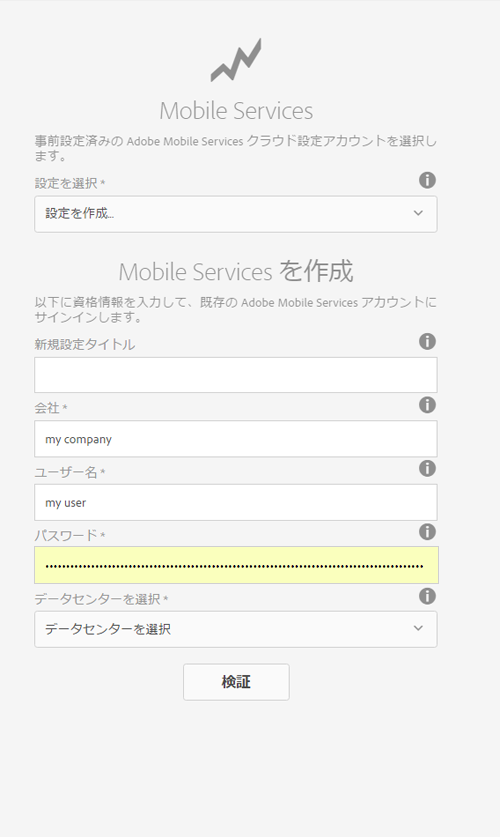 Mobile Services
事前設定済みの Adobe Mobile Services クラウド設定アカウントを選択し
ます。
設定を選択 *
設定を作成...
Mobile Services を作成
以下に資格情報を入力して、既存の Adobe Mobile Services アカウントに
サインインします。
新規設定タイトル
会社 *
my company
ユーザー名 *
my user
パスワード *
データセンターを選択 *
データセンターを選択
検証